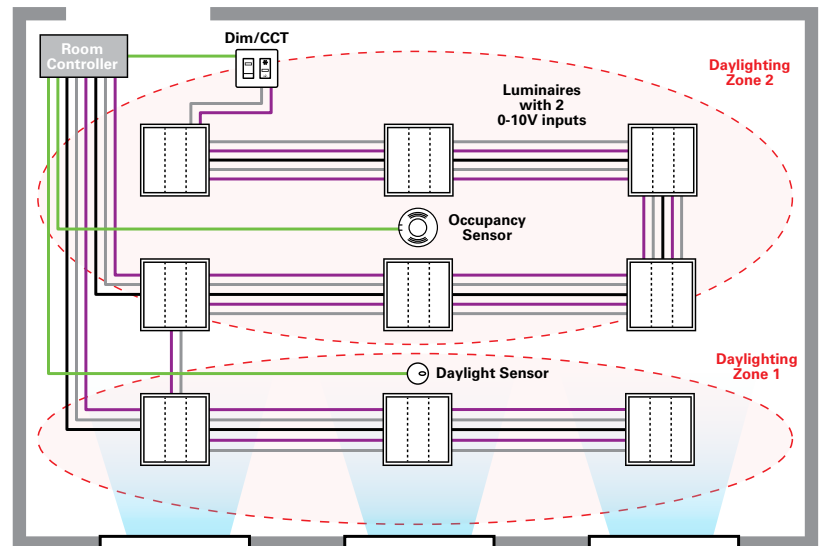 Dim/CCT
Room
Controller
Daylighting
Zone 2
Luminaires
with 2
0-10V inputs
Occupancy
Sensor
Daylighting
Zone 1
Daylight Sensor